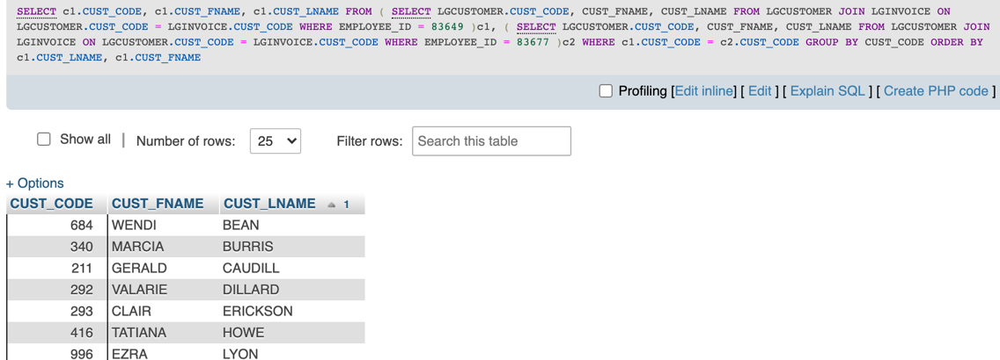 SELECT c1.CUST_CODE, c1.CUST_FNAME, c1.CUST_LNAME FROM ( SELECT LGCUSTOMER.CUST_CODE, CUST_FNAME, CUST_LNAME FROM LGCUSTOMER JOIN LGINVOICE ON
LGCUSTOMER.CUST_CODE = LGINVOICE.CUST_CODE WHERE EMPLOYEE_ID = 83649 )c1, ( SELECT LGCUSTOMER.CUST_CODE, CUST_FNAME, CUST_LNAME FROM LGCUSTOMER JOIN
LGINVOICE ON LGCUSTOMER.CUST_CODE = LGINVOICE.CUST_CODE WHERE EMPLOYEE_ID = 83677 )c2 WHERE c1.CUST_CODE = c2.CUST_CODE GROUP BY CUST_CODE ORDER BY
c1.CUST_LNAME, c1.CUST_FNAME
Profiling [Edit inline] [ Edit ] [ Explain SQL ] [ Create PHP code ]
Show all | Number of rows: 25 Filter rows: Search this table
+ Options
CUST_CODE CUST_FNAME CUST_LNAME 1
684 WENDI BEAN
340 MARCIA BURRIS
211 GERALD CAUDILL
292 VALARIE DILLARD
293 CLAIR ERICKSON
416 TATIANA HOWE
996 EZRA LYON